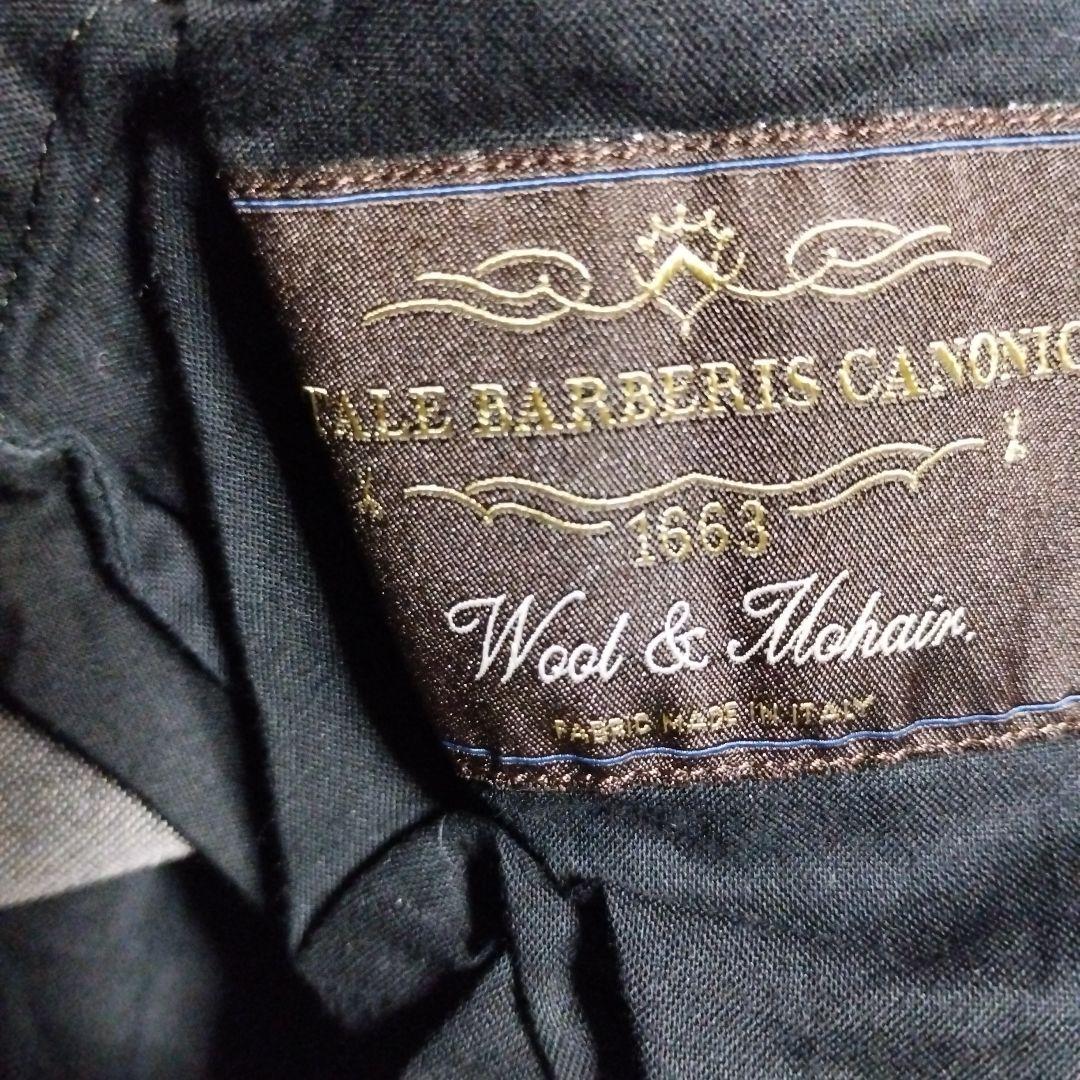 TALE BARBERIS CANONIC
1663
Wool & Mohair.
FABRIC MADE IN ITALY